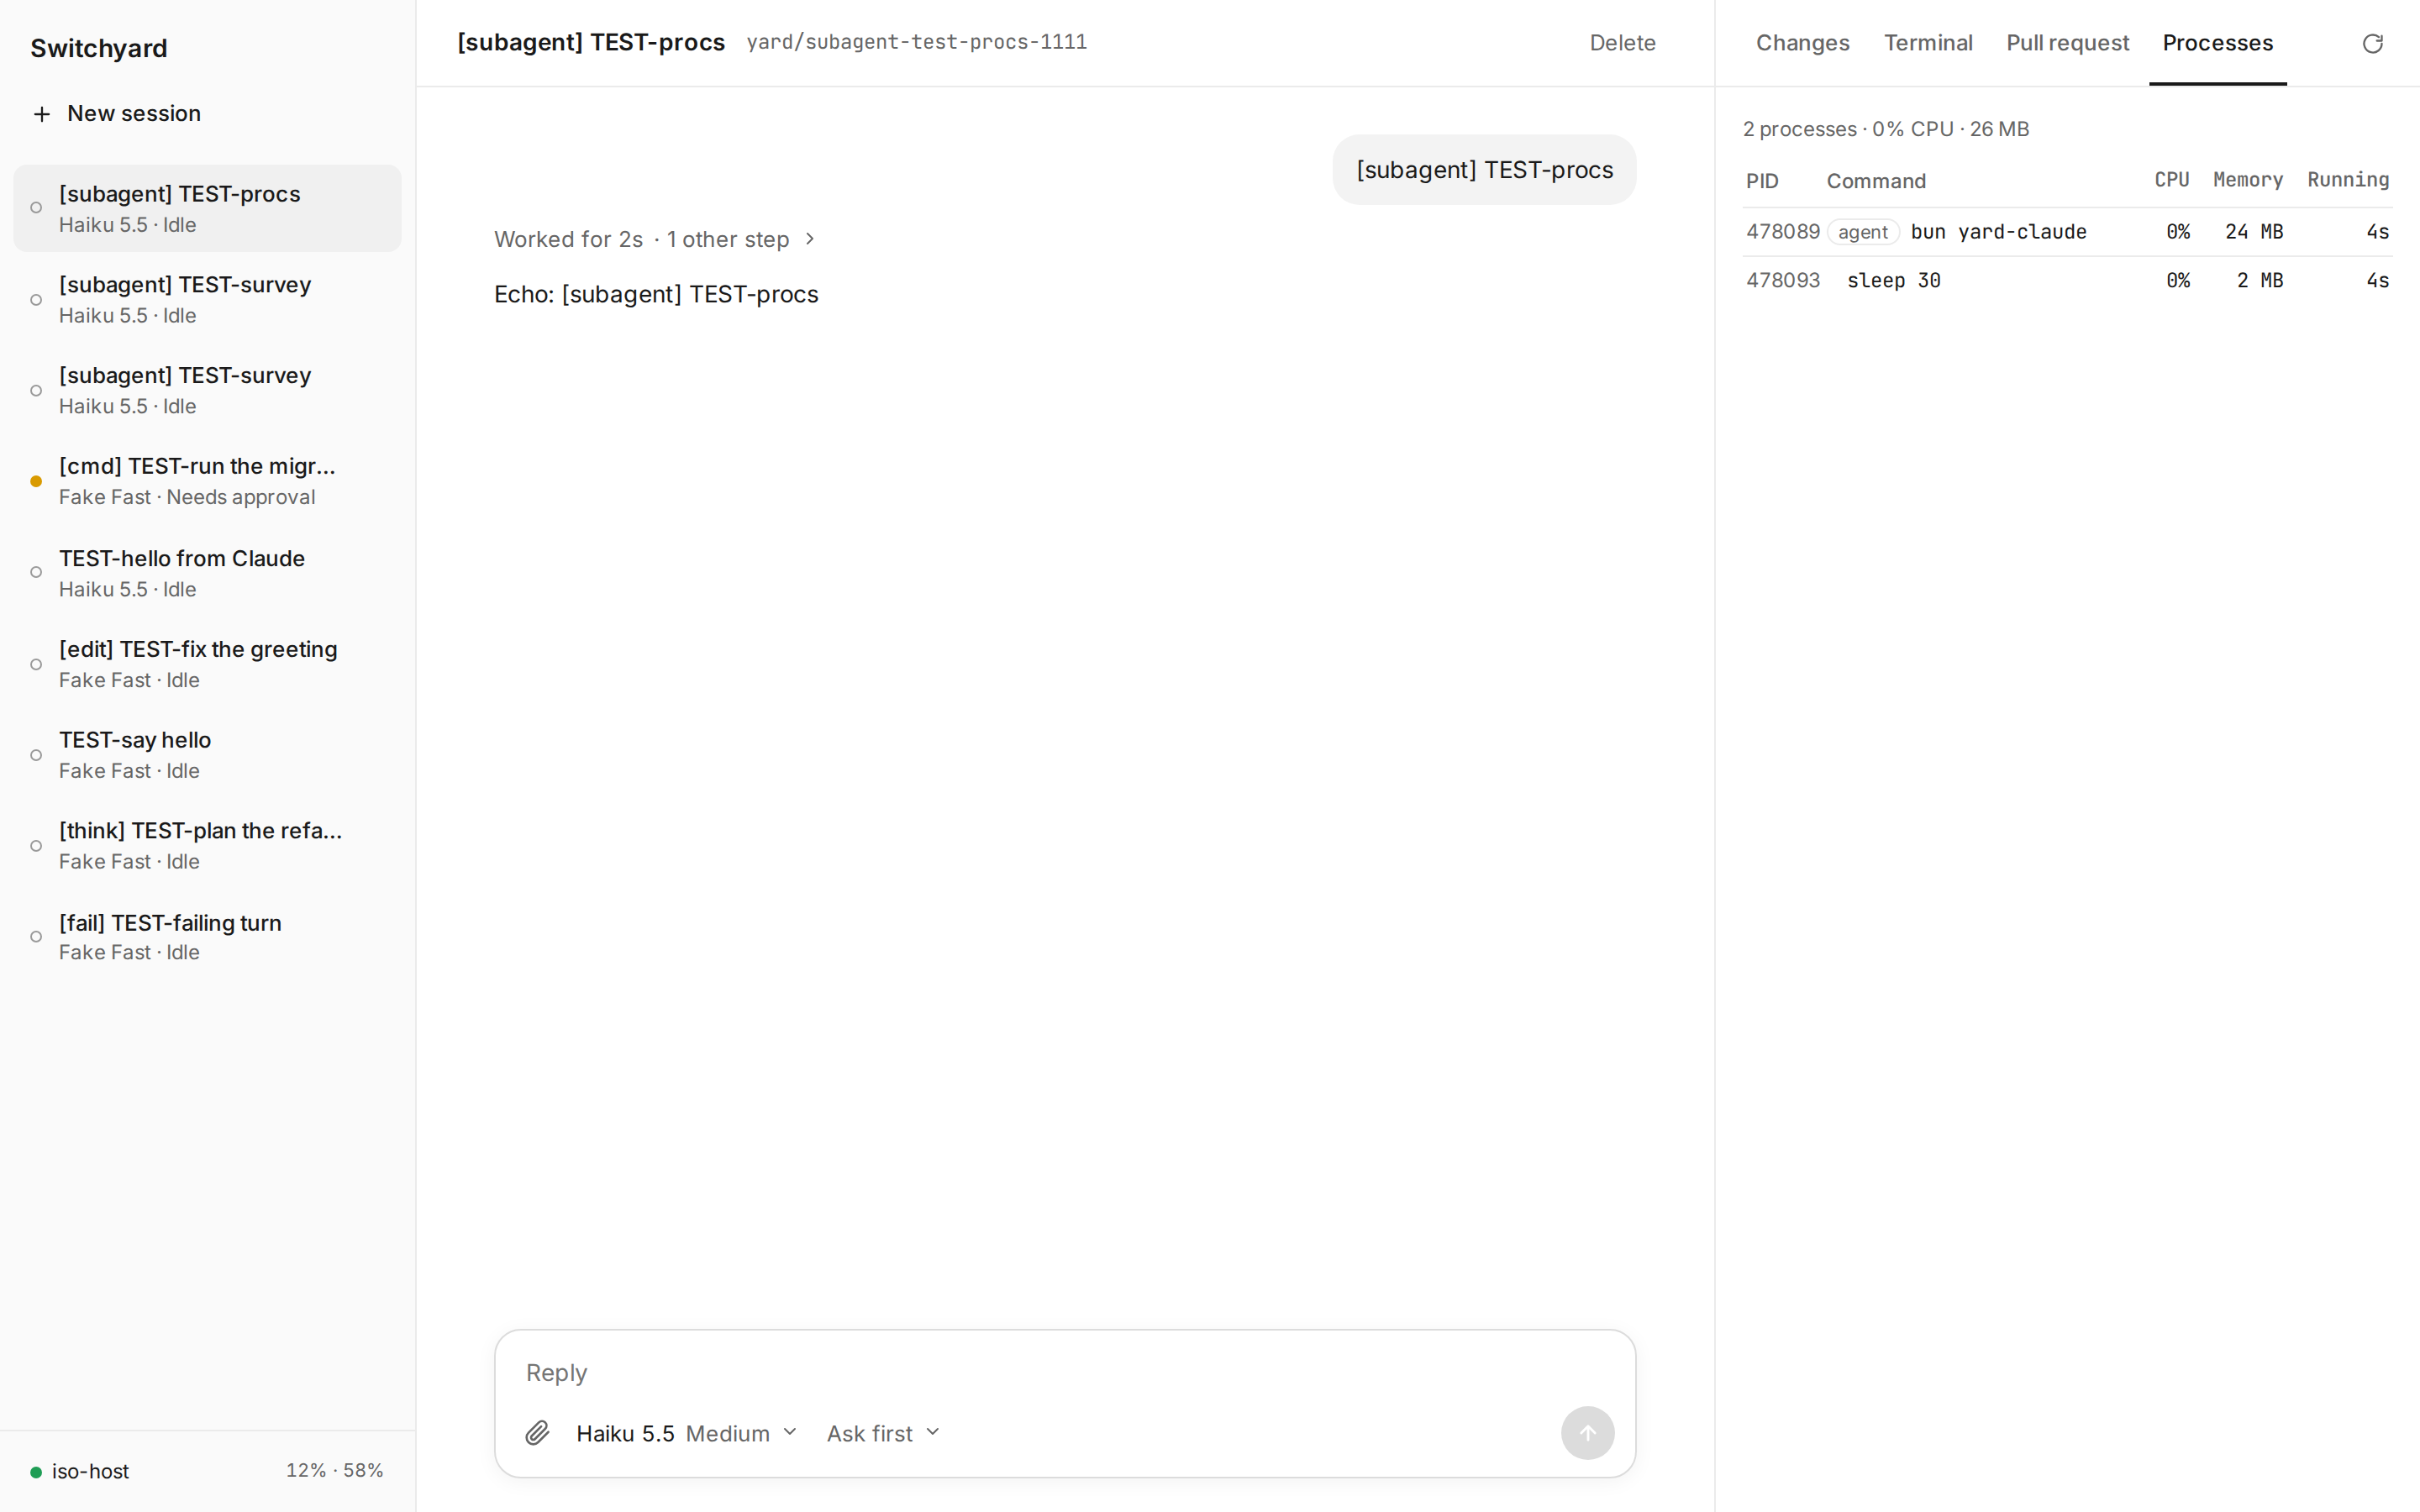 Switchyard
New session
[subagent] TEST-procs
Haiku 5.5 · Idle
[subagent] TEST-survey
Haiku 5.5 · Idle
[subagent] TEST-survey
Haiku 5.5 · Idle
[cmd] TEST-run the migr...
Fake Fast · Needs approval
TEST-hello from Claude
Haiku 5.5 · Idle
[edit] TEST-fix the greeting
Fake Fast · Idle
TEST-say hello
Fake Fast · Idle
[think] TEST-plan the refa...
Fake Fast · Idle
[fail] TEST-failing turn
Fake Fast · Idle
iso-host 12% · 58%
[subagent] TEST-procs yard/subagent-test-procs-1111 Delete
[subagent] TEST-procs
Worked for 2s · 1 other step
Echo: [subagent] TEST-procs
Reply
Haiku 5.5 Medium Ask first
Changes Terminal Pull request Processes
2 processes · 0% CPU · 26 MB
PID Command CPU Memory Running
478089 agent bun yard-claude 0% 24 MB 4s
478093 sleep 30 0% 2 MB 4s